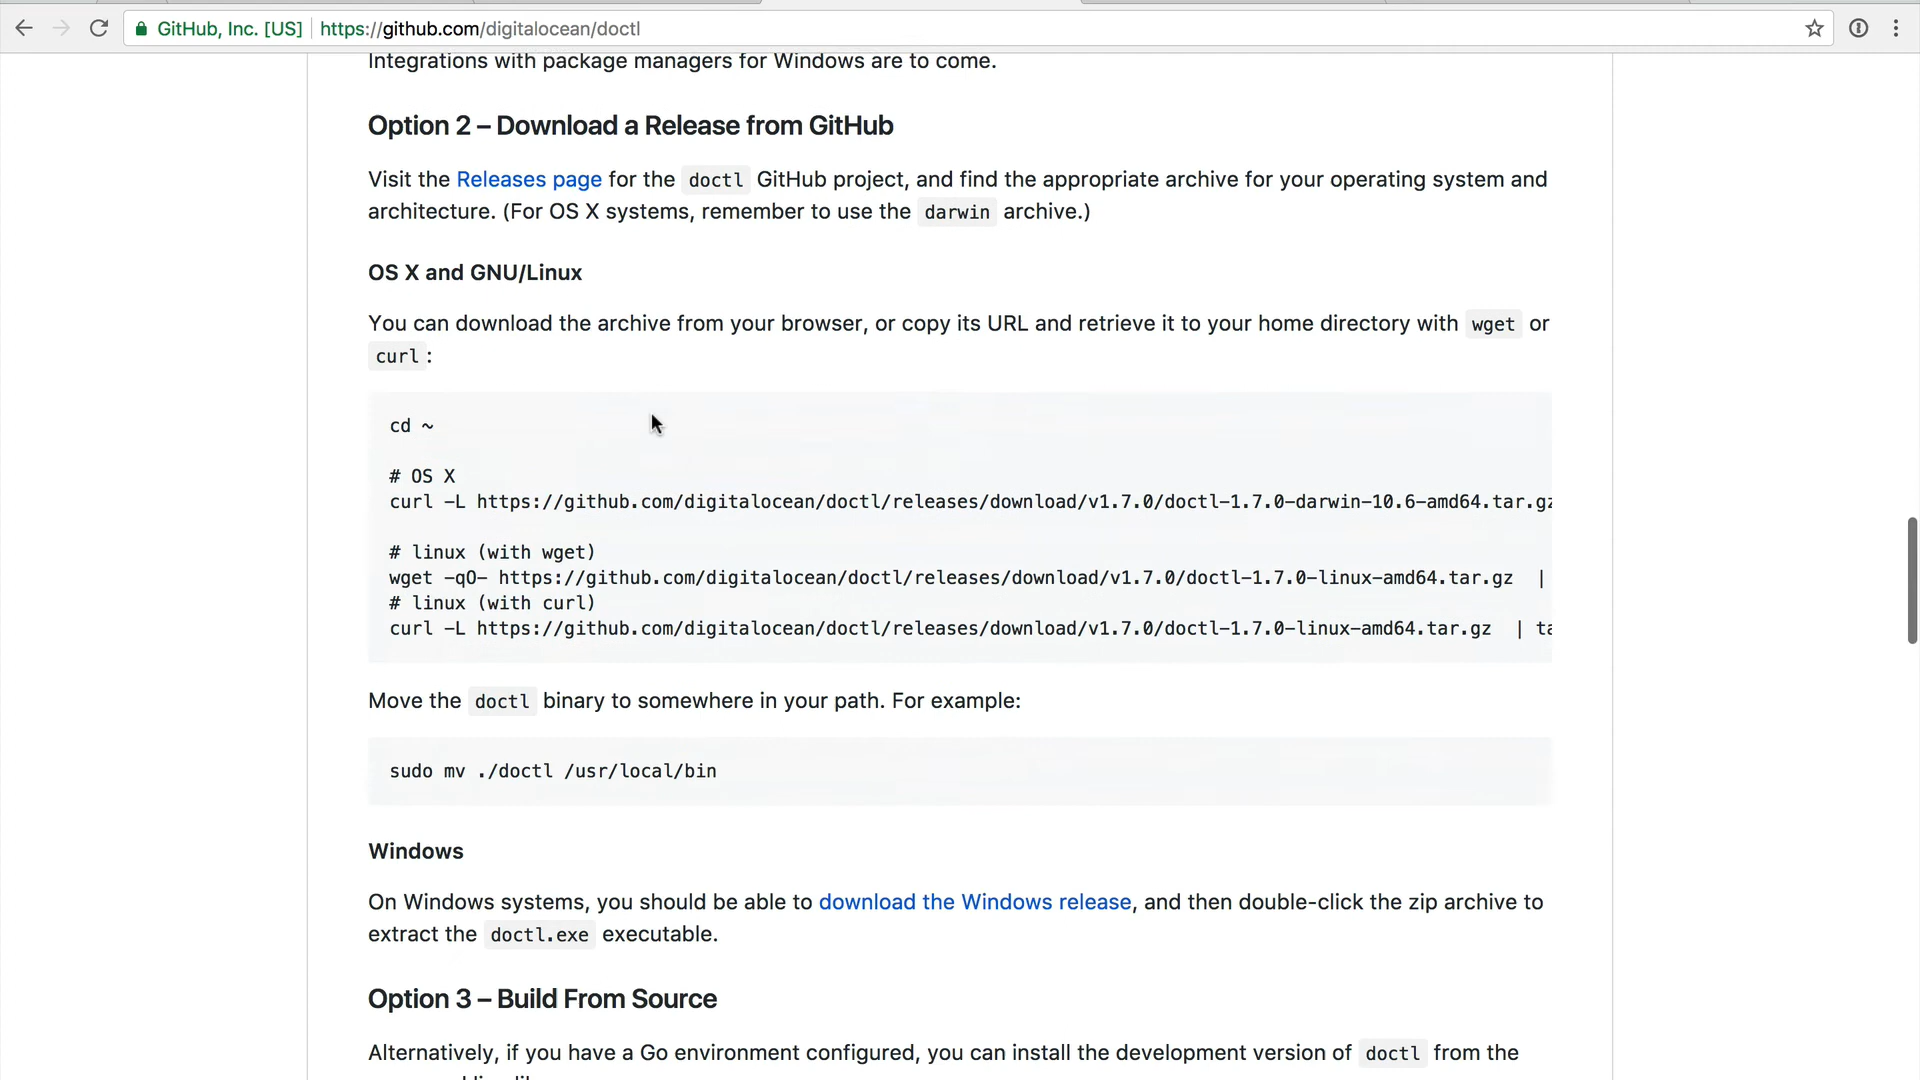 GitHub, Inc. [US] https://github.com/digitalocean/doctl
Integrations with package managers for Windows are to come.
Option 2 – Download a Release from GitHub
Visit the Releases page for the doctl GitHub project, and find the appropriate archive for your operating system and
architecture. (For OS X systems, remember to use the darwin archive.)
OS X and GNU/Linux
You can download the archive from your browser, or copy its URL and retrieve it to your home directory with wget or
curl :
cd ~
# OS X
curl -L https://github.com/digitalocean/doctl/releases/download/v1.7.0/doctl-1.7.0-darwin-10.6-amd64.tar.gz
# linux (with wget)
wget -qO- https://github.com/digitalocean/doctl/releases/download/v1.7.0/doctl-1.7.0-linux-amd64.tar.gz |
# linux (with curl)
curl -L https://github.com/digitalocean/doctl/releases/download/v1.7.0/doctl-1.7.0-linux-amd64.tar.gz | ta
Move the doctl binary to somewhere in your path. For example:
sudo mv ./doctl /usr/local/bin
Windows
On Windows systems, you should be able to download the Windows release, and then double-click the zip archive to
extract the doctl.exe executable.
Option 3 – Build From Source
Alternatively, if you have a Go environment configured, you can install the development version of doctl from the